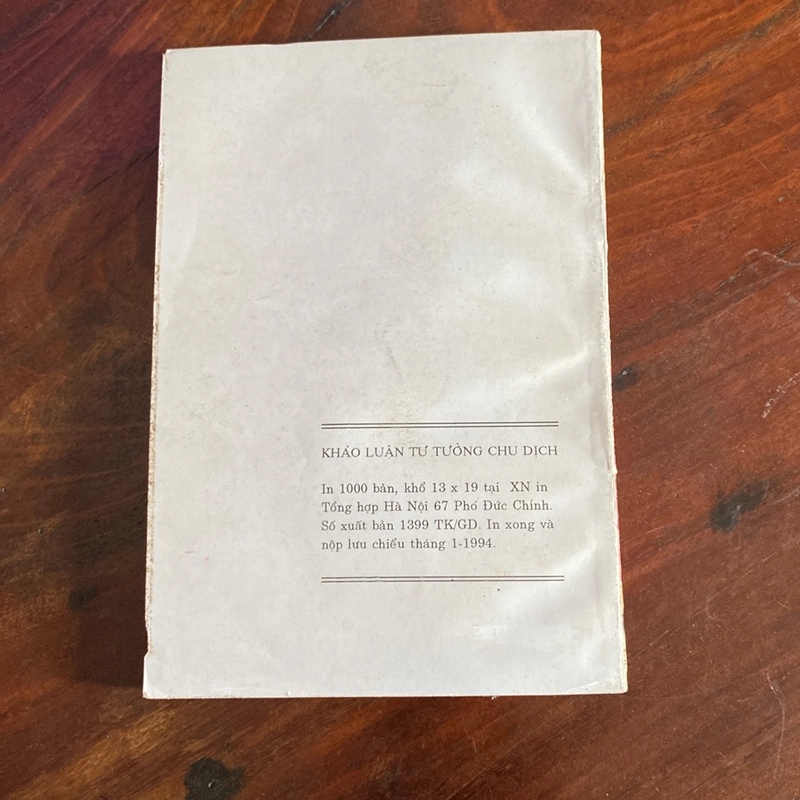 KHẢO LUẬN TƯ TƯỞNG CHU DỊCH
In 1000 bản, khổ 13 x 19 tại XN in
Tổng hợp Hà Nội 67 Phó Đức Chính.
Số xuất bản 1399 TK/GD. In xong và
nộp lưu chiểu tháng 1-1994.